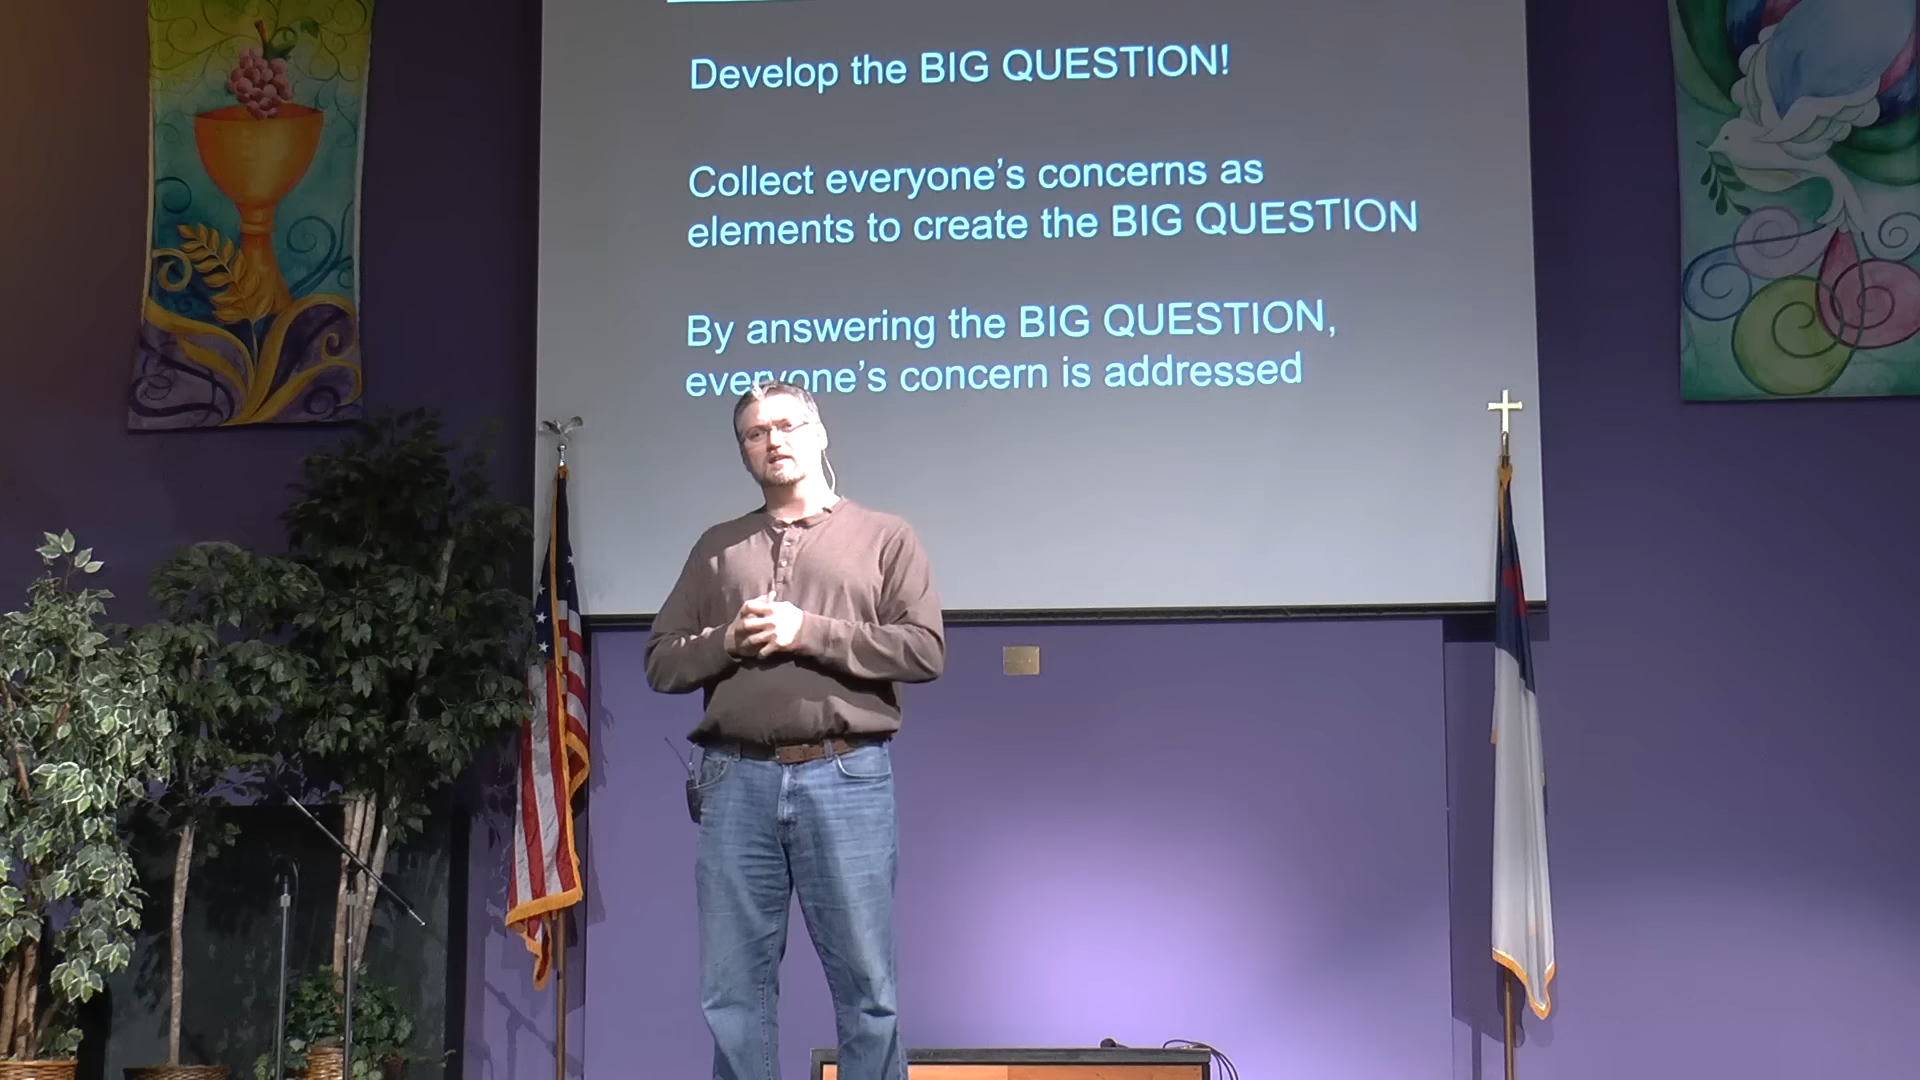 Develop the BIG QUESTION!
Collect everyone's concerns as
elements to create the BIG QUESTION
By answering the BIG QUESTION,
everyone's concern is addressed